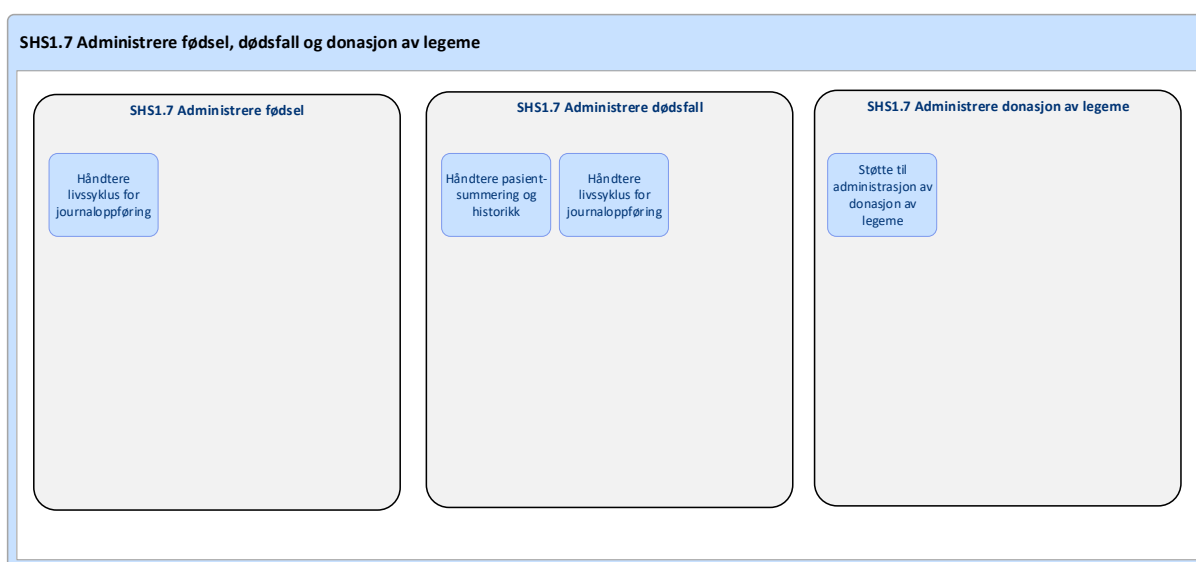 SHS1.7 Administrere fødsel, dødsfall og donasjon av legeme
SHS1.7 Administrere fødsel
Håndtere
livssyklus for
journaloppføring
SHS1.7 Administrere dødsfall
Håndtere pasient-
summering og
historikk
Håndtere
livssyklus for
journaloppføring
SHS1.7 Administrere donasjon av legeme
Støtte til
administrasjon av
donasjon av
legeme